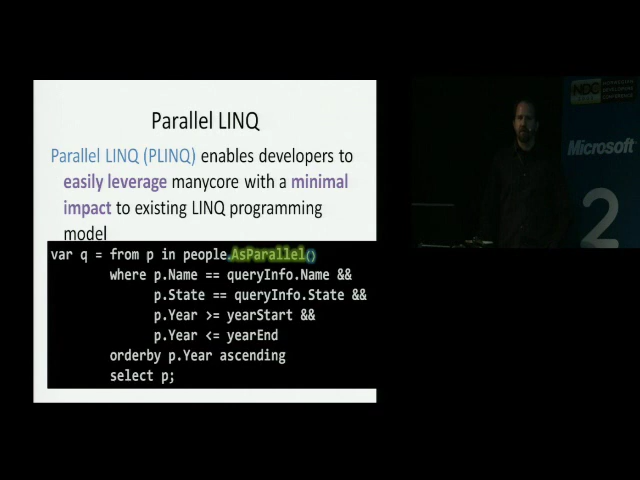 Parallel LINQ
Parallel LINQ (PLINQ) enables developers to
easily leverage manycore with a minimal
impact to existing LINQ programming
model
var q = from p in people.AsParallel()
where p.Name == queryInfo.Name &&
p.State == queryInfo.State &&
p.Year >= yearStart &&
p.Year <= yearEnd
orderby p.Year ascending
select p;
NDC
Microsoft
2